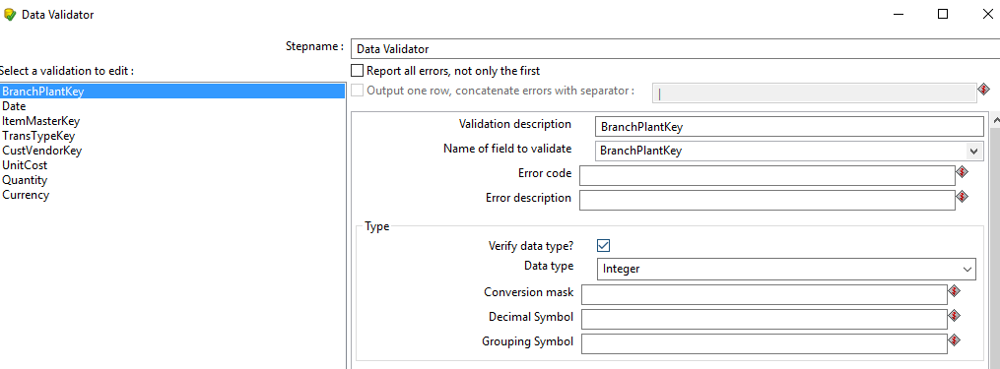 Data Validator
Stepname : Data Validator
Select a validation to edit :
BranchPlantKey
Date
ItemMasterKey
TransTypeKey
CustVendorKey
UnitCost
Quantity
Currency
Report all errors, not only the first
Output one row, concatenate errors with separator : |
Validation description BranchPlantKey
Name of field to validate BranchPlantKey
Error code
Error description
Type
Verify data type?
Data type Integer
Conversion mask
Decimal Symbol
Grouping Symbol